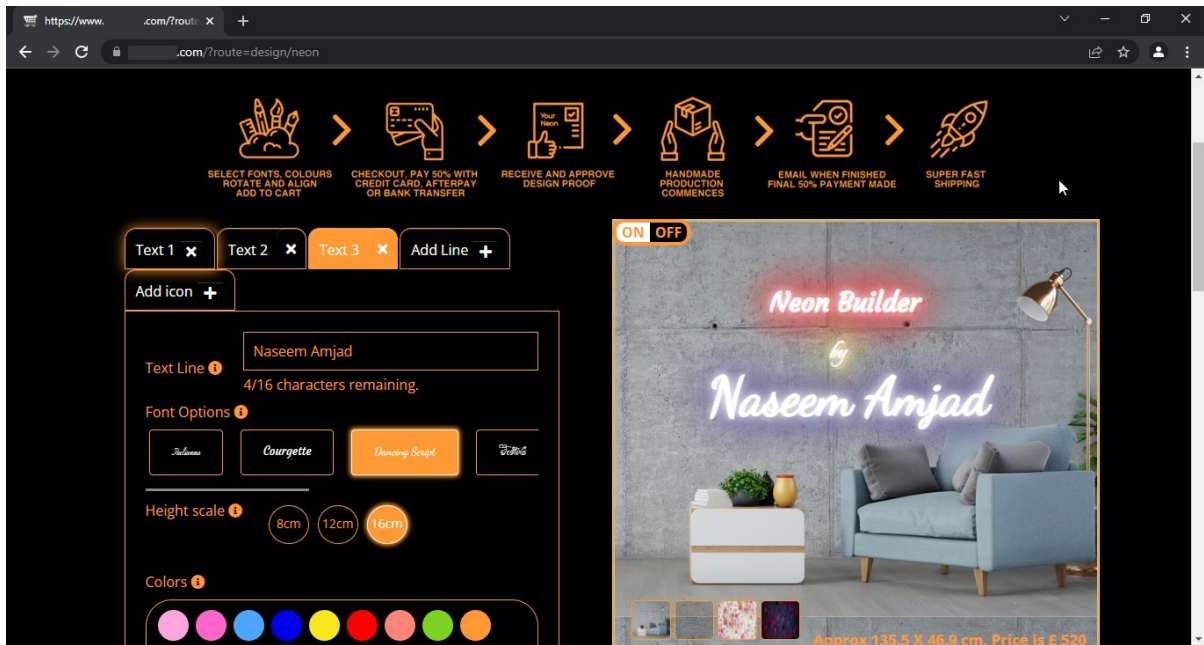 https://www. .com/?route
.com/?route=design/neon
Your
Neon
SELECT FONTS, COLOURS
ROTATE AND ALIGN
ADD TO CART
CHECKOUT, PAY 50% WITH
CREDIT CARD, AFTERPAY
OR BANK TRANSFER
RECEIVE AND APPROVE
DESIGN PROOF
HANDMADE
PRODUCTION
COMMENCES
EMAIL WHEN FINISHED
FINAL 50% PAYMENT MADE
SUPER FAST
SHIPPING
Text 1
Text 2
Text 3
Add Line
Add icon
Text Line
Naseem Amjad
4/16 characters remaining.
Font Options
Italianna
Courgette
Dancing Script
Height scale
8cm
12cm
16cm
Colors
ON OFF
Neon Builder
by
Naseem Amjad
Approx 135.5 X 46.9 cm. Price is £ 520